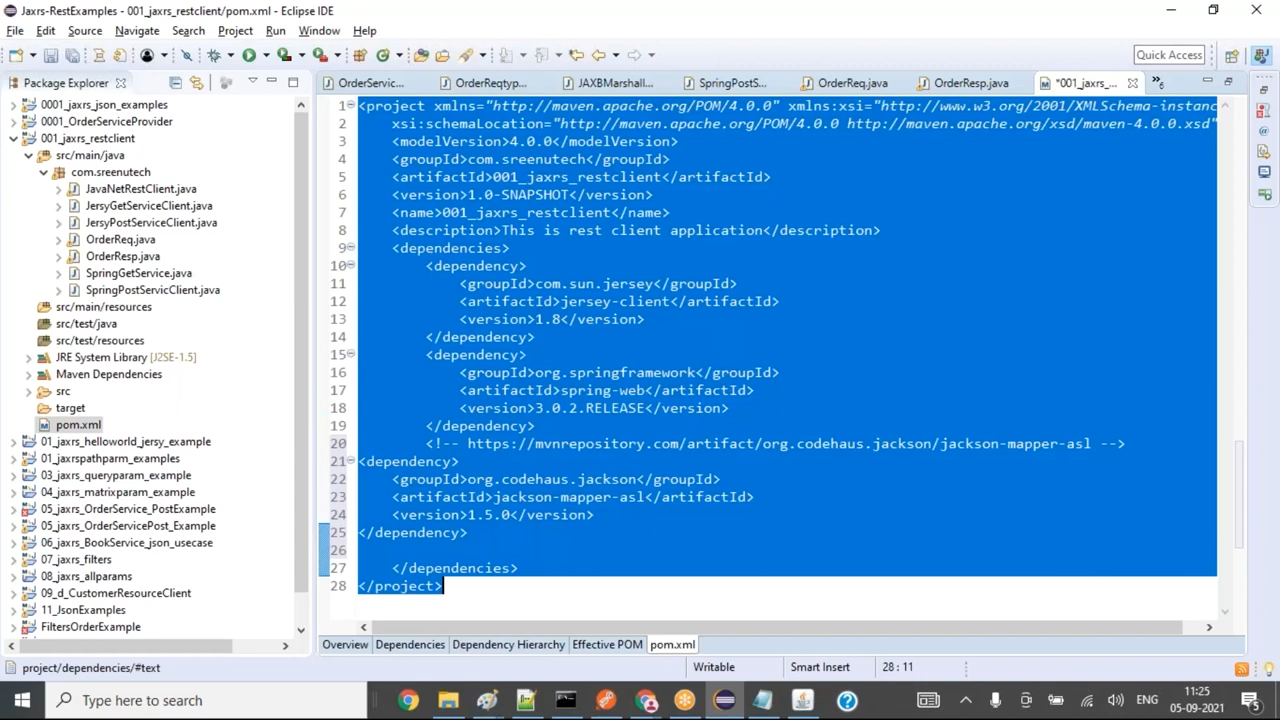 Jaxrs-RestExamples - 001_jaxrs_restclient/pom.xml - Eclipse IDE
File Edit Source Navigate Search Project Run Window Help
Quick Access
Package Explorer
OrderServic... OrderReqtyp... JAXBMarshall... SpringPostS... OrderReq.java OrderResp.java *001_jaxrs_...
0001_jaxrs_json_examples
0001_OrderServiceProvider
001_jaxrs_restclient
src/main/java
com.sreenutech
JavaNetRestClient.java
JersyGetServiceClient.java
JersyPostServiceClient.java
OrderReq.java
OrderResp.java
SpringGetService.java
SpringPostServicClient.java
src/main/resources
src/test/java
src/test/resources
JRE System Library [J2SE-1.5]
Maven Dependencies
src
target
pom.xml
01_jaxrs_helloworld_jersy_example
01_jaxrspathparm_examples
03_jaxrs_queryparam_example
04_jaxrs_matrixparam_example
05_jaxrs_OrderService_PostExample
05_jaxrs_OrderServicePost_Example
06_jaxrs_BookService_json_usecase
07_jaxrs_filters
08_jaxrs_allparams
09_d_CustomerResourceClient
11_JsonExamples
FiltersOrderExample
1 <project xmlns="http://maven.apache.org/POM/4.0.0" xmlns:xsi="http://www.w3.org/2001/XMLSchema-instanc
2 xsi:schemaLocation="http://maven.apache.org/POM/4.0.0 http://maven.apache.org/xsd/maven-4.0.0.xsd"
3 <modelVersion>4.0.0</modelVersion>
4 <groupId>com.sreenutech</groupId>
5 <artifactId>001_jaxrs_restclient</artifactId>
6 <version>1.0-SNAPSHOT</version>
7 <name>001_jaxrs_restclient</name>
8 <description>This is rest client application</description>
9 <dependencies>
10 <dependency>
11 <groupId>com.sun.jersey</groupId>
12 <artifactId>jersey-client</artifactId>
13 <version>1.8</version>
14 </dependency>
15 <dependency>
16 <groupId>org.springframework</groupId>
17 <artifactId>spring-web</artifactId>
18 <version>3.0.2.RELEASE</version>
19 </dependency>
20 <!-- https://mvnrepository.com/artifact/org.codehaus.jackson/jackson-mapper-asl -->
21 <dependency>
22 <groupId>org.codehaus.jackson</groupId>
23 <artifactId>jackson-mapper-asl</artifactId>
24 <version>1.5.0</version>
25 </dependency>
26
27 </dependencies>
28 </project>
Overview Dependencies Dependency Hierarchy Effective POM pom.xml
project/dependencies/#text Writable Smart Insert 28 : 11
Type here to search
ENG
11:25
05-09-2021
5